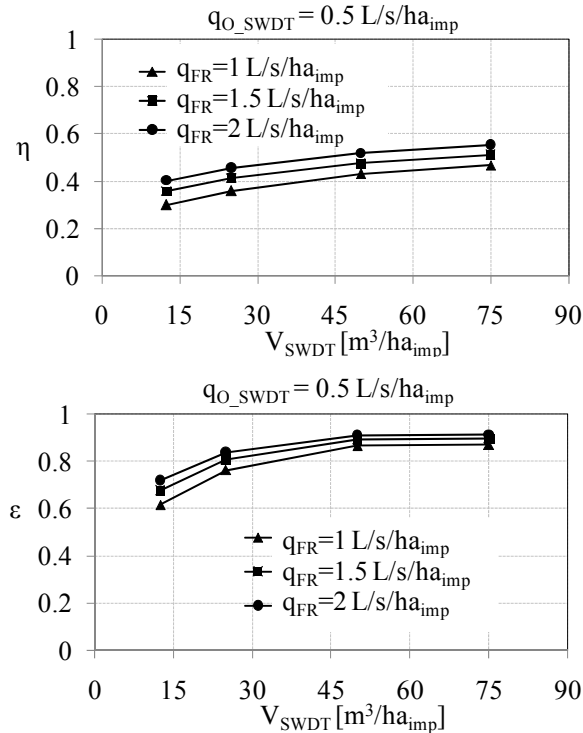 q_O_SWDT = 0.5 L/s/ha_imp
1
q_FR=1 L/s/ha_imp
0.8
q_FR=1.5 L/s/ha_imp
0.6
q_FR=2 L/s/ha_imp
η
0.4
0.2
0
0 15 30 45 60 75 90
V_SWDT [m³/ha_imp]
q_O_SWDT = 0.5 L/s/ha_imp
1
0.8
0.6
ε
q_FR=1 L/s/ha_imp
0.4
q_FR=1.5 L/s/ha_imp
0.2
q_FR=2 L/s/ha_imp
0
0 15 30 45 60 75 90
V_SWDT [m³/ha_imp]